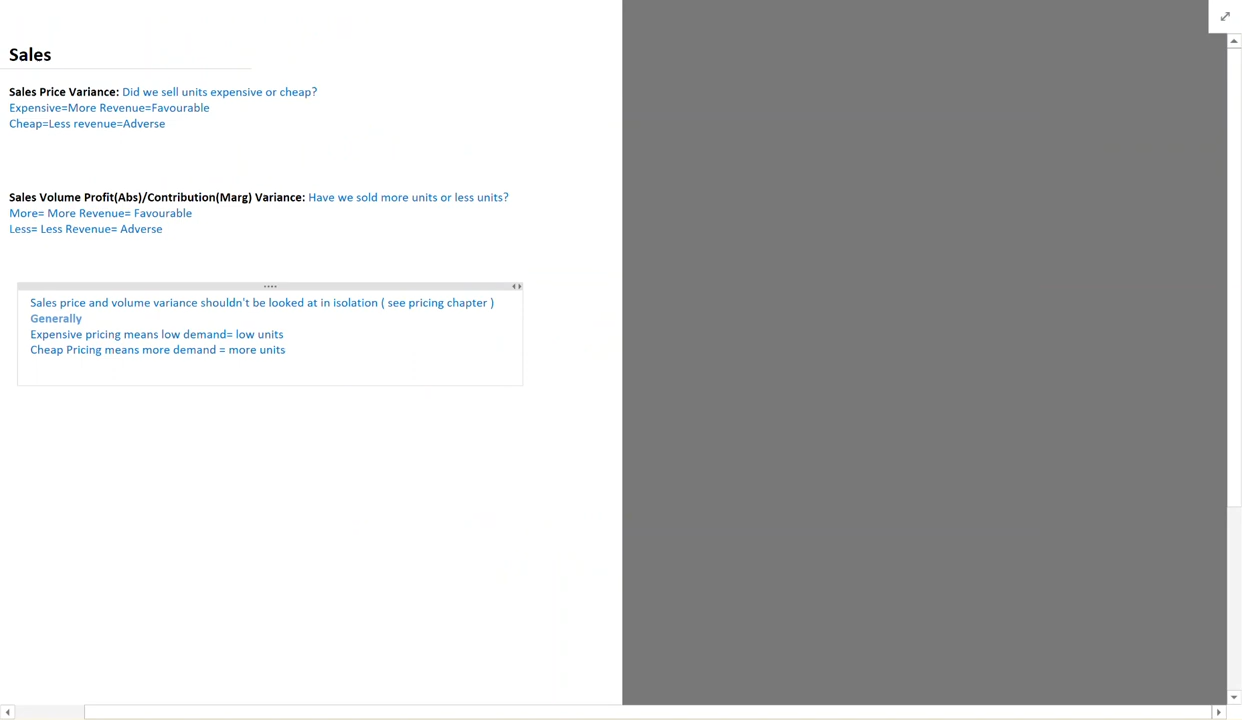 Sales
Sales Price Variance: Did we sell units expensive or cheap?
Expensive=More Revenue=Favourable
Cheap=Less revenue=Adverse
Sales Volume Profit(Abs)/Contribution(Marg) Variance: Have we sold more units or less units?
More= More Revenue= Favourable
Less= Less Revenue= Adverse
Sales price and volume variance shouldn't be looked at in isolation ( see pricing chapter )
Generally
Expensive pricing means low demand= low units
Cheap Pricing means more demand = more units